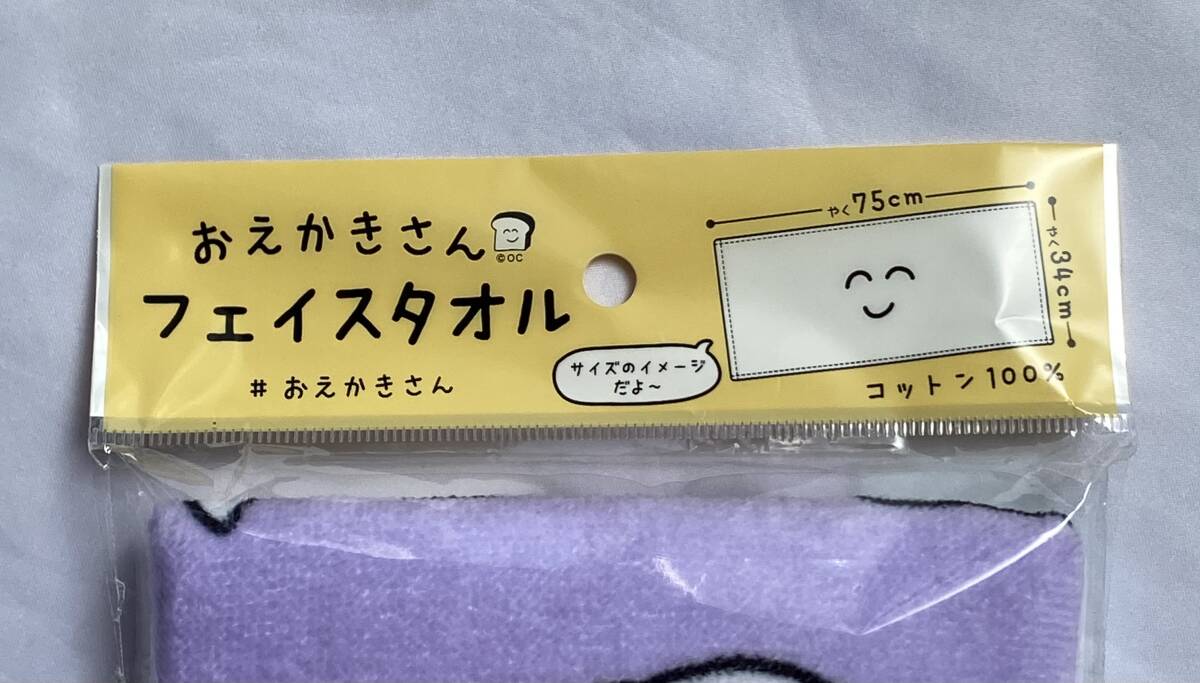 おえかきさん
©OC
フェイスタオル
#おえかきさん
やく75cm
やく34cm
サイズのイメージ
だよ～
コットン100%